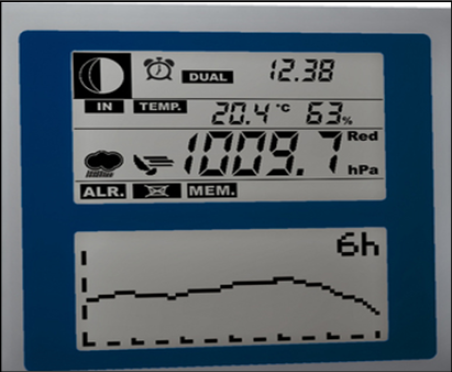 DUAL 12.38
IN TEMP. 20.4 °C 63%
1009.7 Red hPa
ALR. MEM.
6h